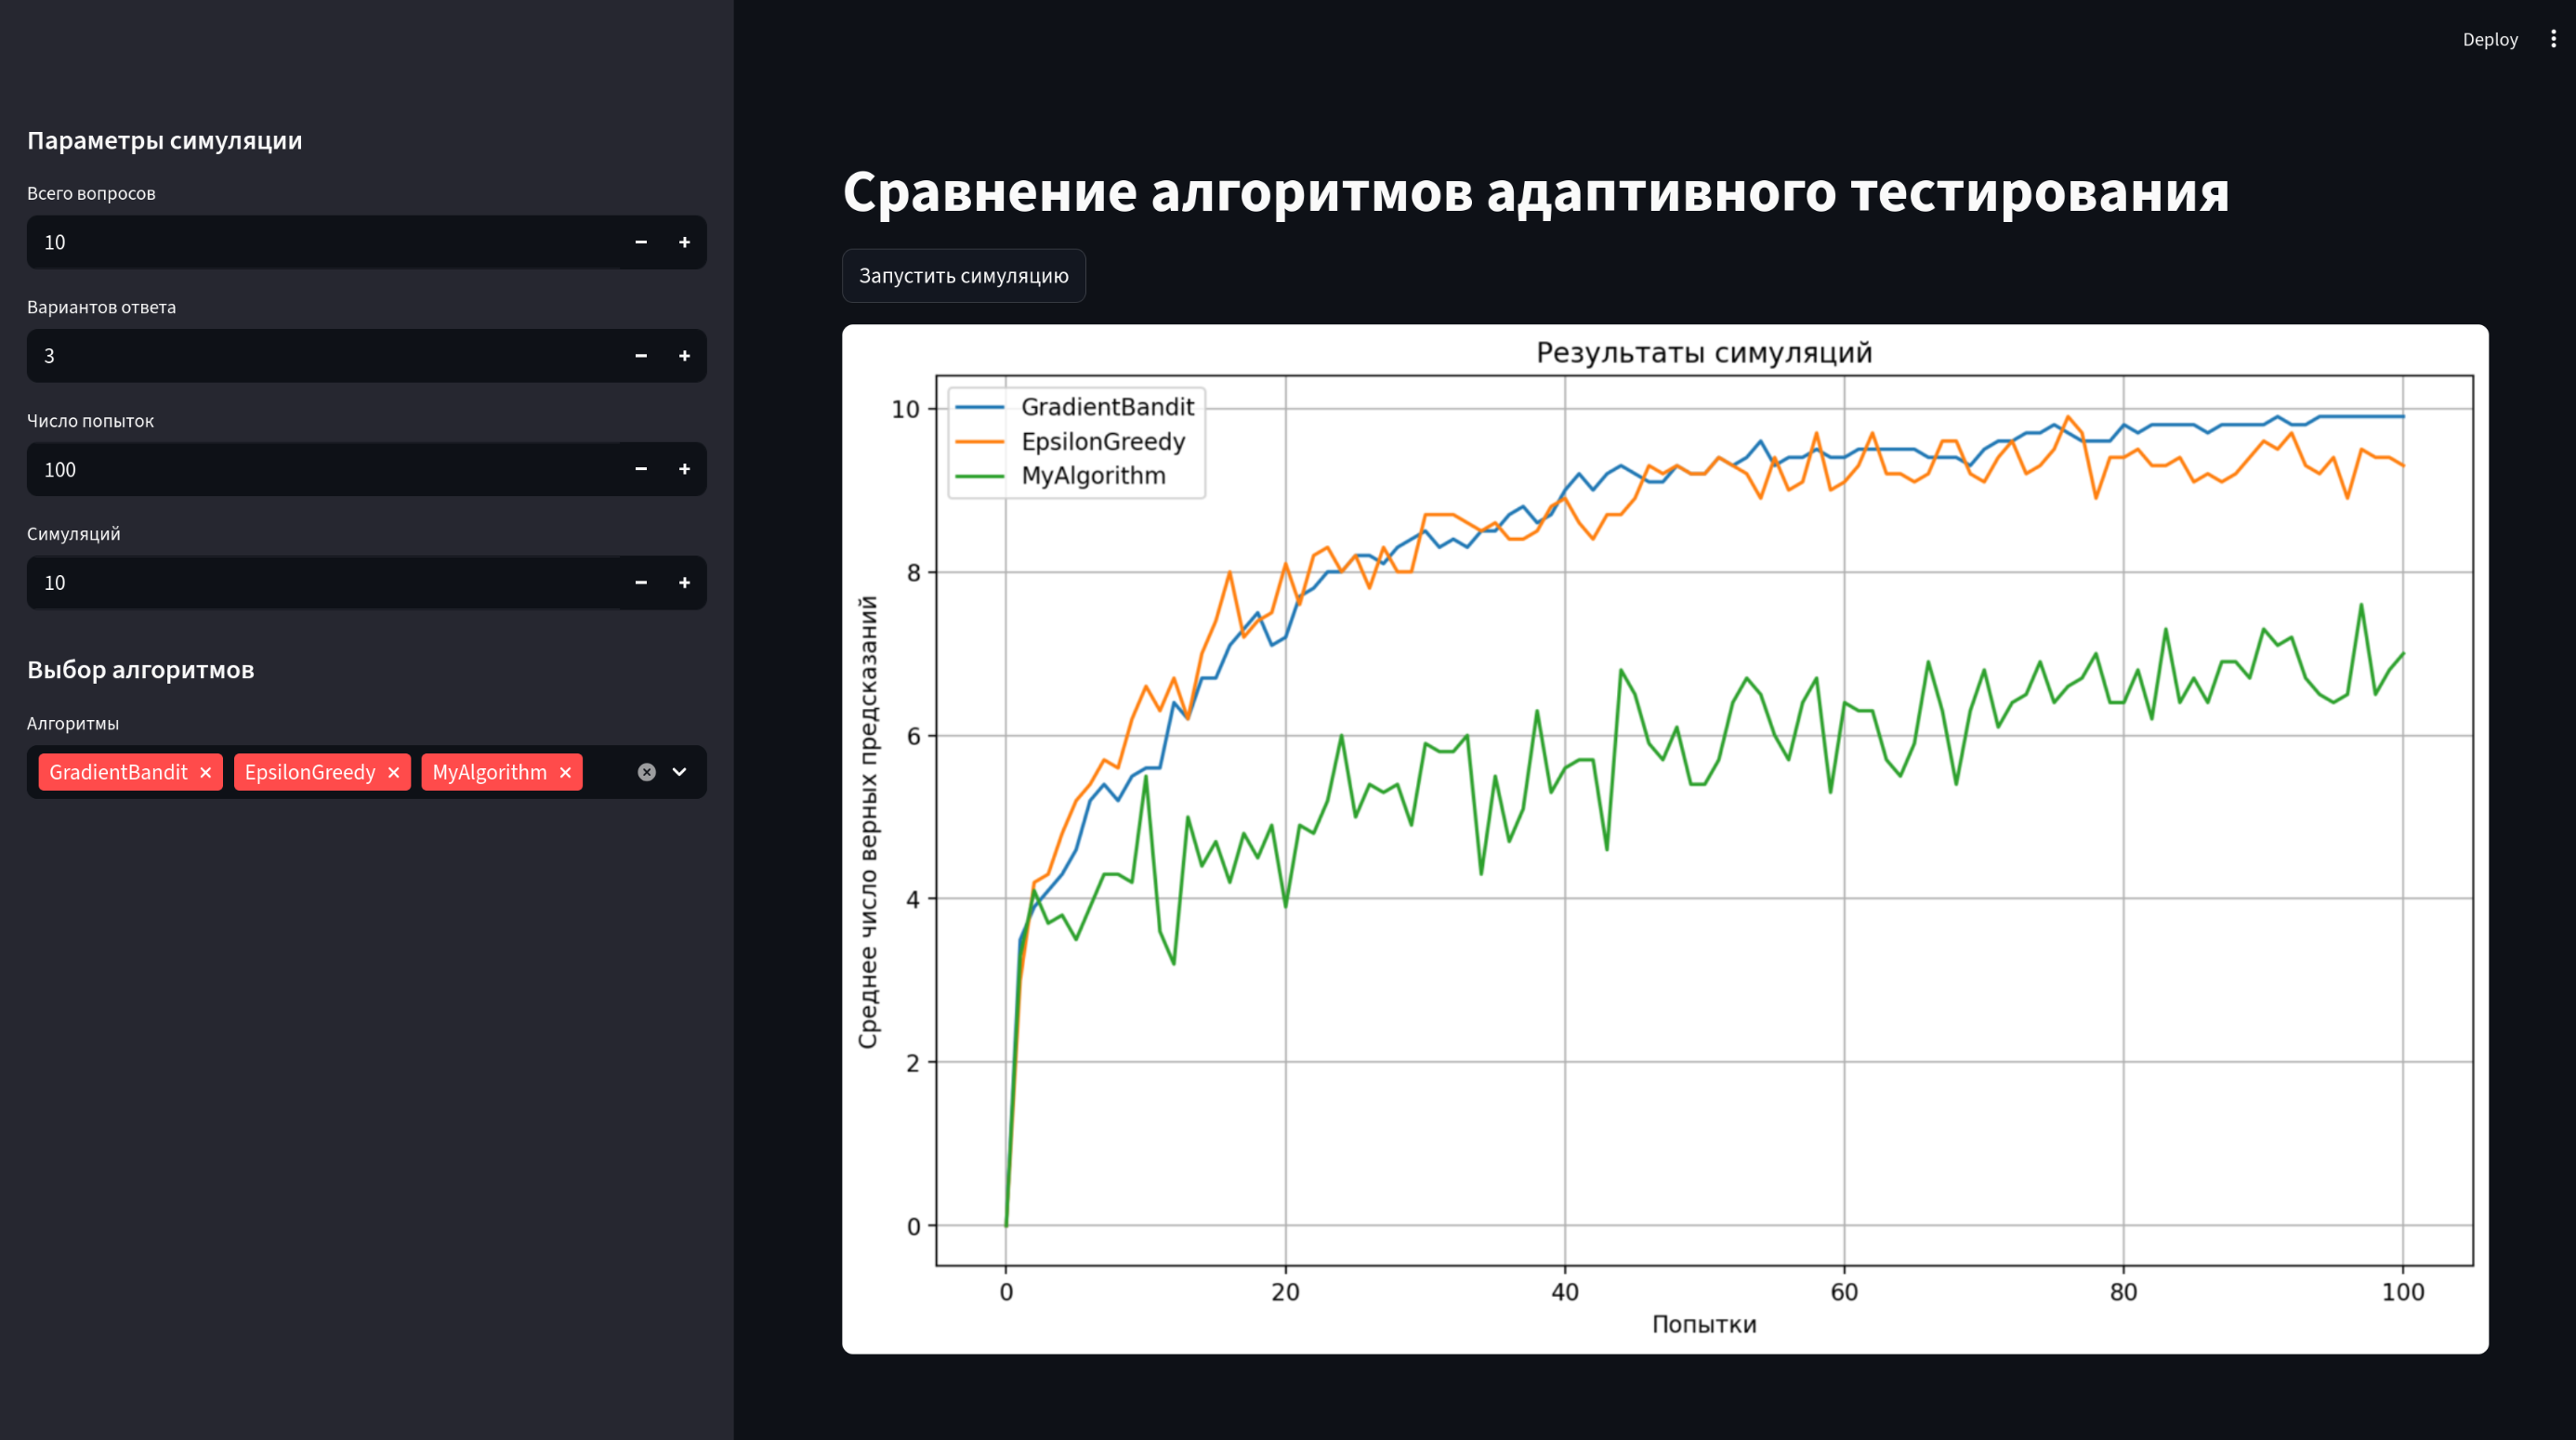 Deploy
Параметры симуляции
Всего вопросов
10
Вариантов ответа
3
Число попыток
100
Симуляций
10
Выбор алгоритмов
Алгоритмы
GradientBandit EpsilonGreedy MyAlgorithm
Сравнение алгоритмов адаптивного тестирования
Запустить симуляцию
Результаты симуляций
GradientBandit
EpsilonGreedy
MyAlgorithm
Среднее число верных предсказаний
10
8
6
4
2
0
0 20 40 60 80 100
Попытки